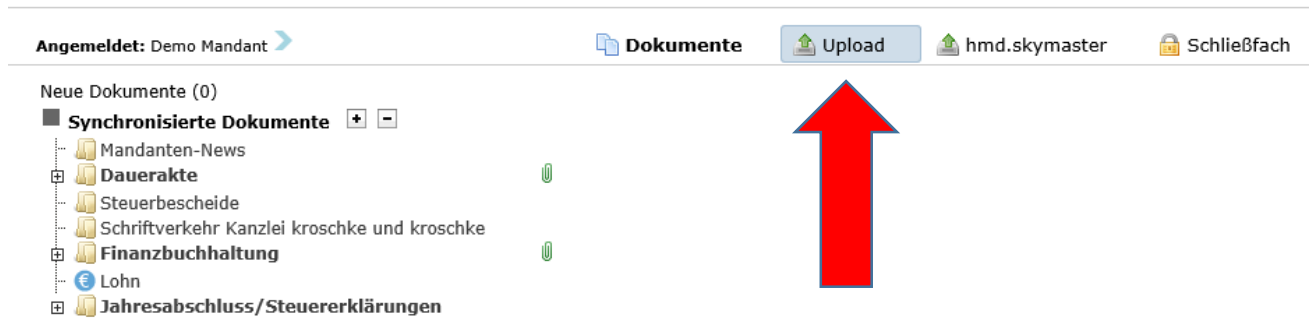 Angemeldet: Demo Mandant Dokumente Upload hmd.skymaster Schließfach
Neue Dokumente (0)
Synchronisierte Dokumente
Mandanten-News
Dauerakte
Steuerbescheide
Schriftverkehr Kanzlei kroschke und kroschke
Finanzbuchhaltung
Lohn
Jahresabschluss/Steuererklärungen